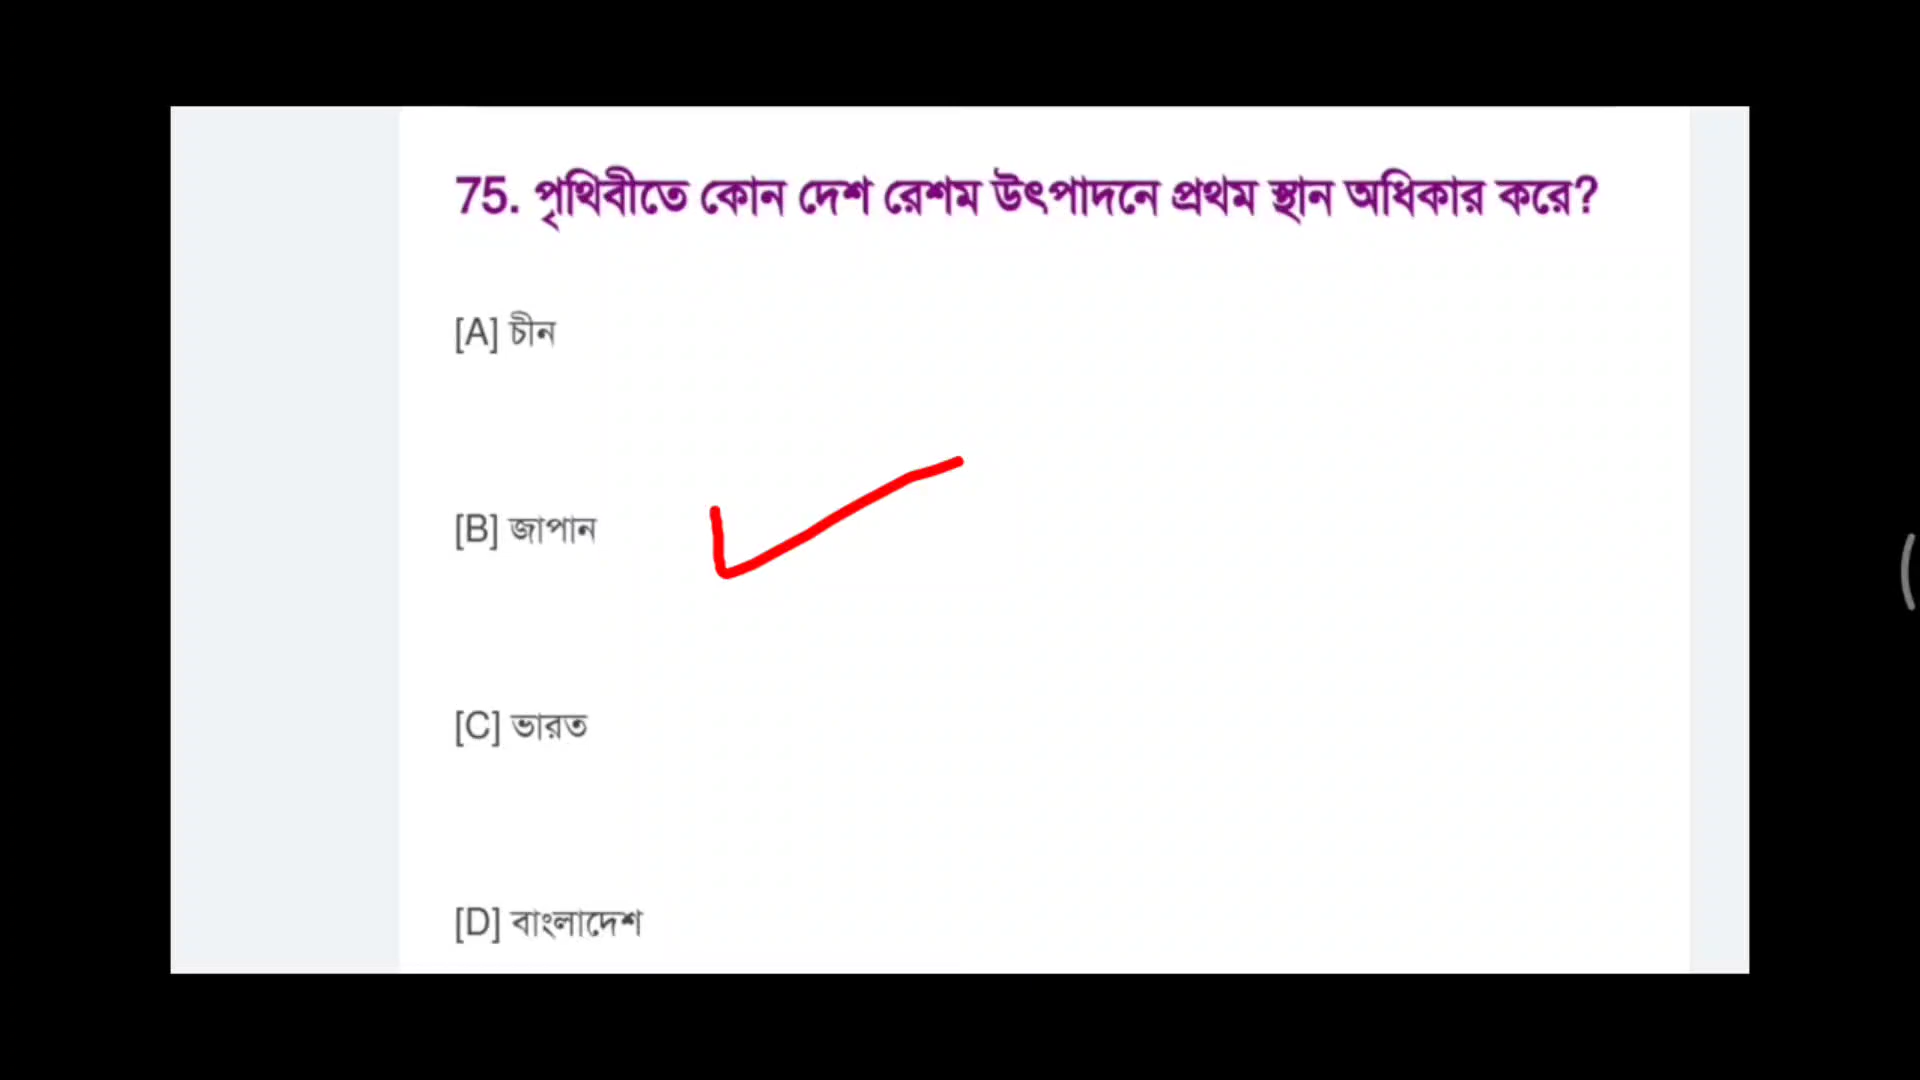 75. পৃথিবীতে কোন দেশ রেশম উৎপাদনে প্রথম স্থান অধিকার করে?
[A] চীন
[B] জাপান
[C] ভারত
[D] বাংলাদেশ